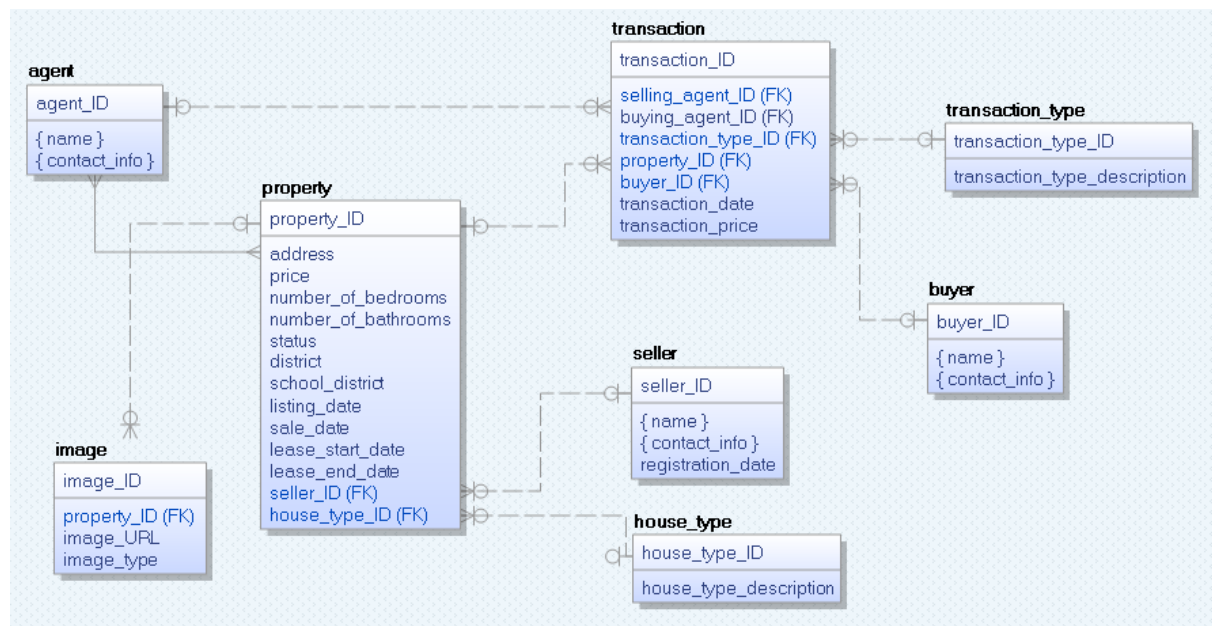 agent
agent_ID
{ name }
{ contact_info }
transaction
transaction_ID
selling_agent_ID (FK)
buying_agent_ID (FK)
transaction_type_ID (FK)
property_ID (FK)
buyer_ID (FK)
transaction_date
transaction_price
transaction_type
transaction_type_ID
transaction_type_description
property
property_ID
address
price
number_of_bedrooms
number_of_bathrooms
status
district
school_district
listing_date
sale_date
lease_start_date
lease_end_date
seller_ID (FK)
house_type_ID (FK)
buyer
buyer_ID
{ name }
{ contact_info }
seller
seller_ID
{ name }
{ contact_info }
registration_date
image
image_ID
property_ID (FK)
image_URL
image_type
house_type
house_type_ID
house_type_description